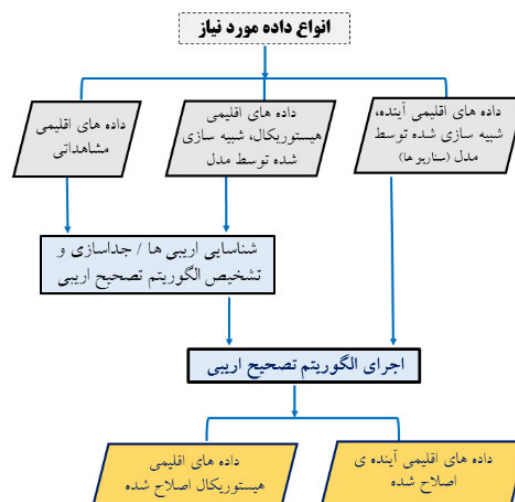 انواع داده مورد نیاز
داده های اقلیمی آینده،
شبیه سازی شده توسط
مدل (سناریو ها)
داده های اقلیمی
هیستوریکال، شبیه سازی
شده توسط مدل
داده های اقلیمی
مشاهداتی
شناسایی اریبی ها / جداسازی و
تشخیص الگوریتم تصحیح اریبی
اجرای الگوریتم تصحیح اریبی
داده های اقلیمی آینده ی
اصلاح شده
داده های اقلیمی
هیستوریکال اصلاح شده